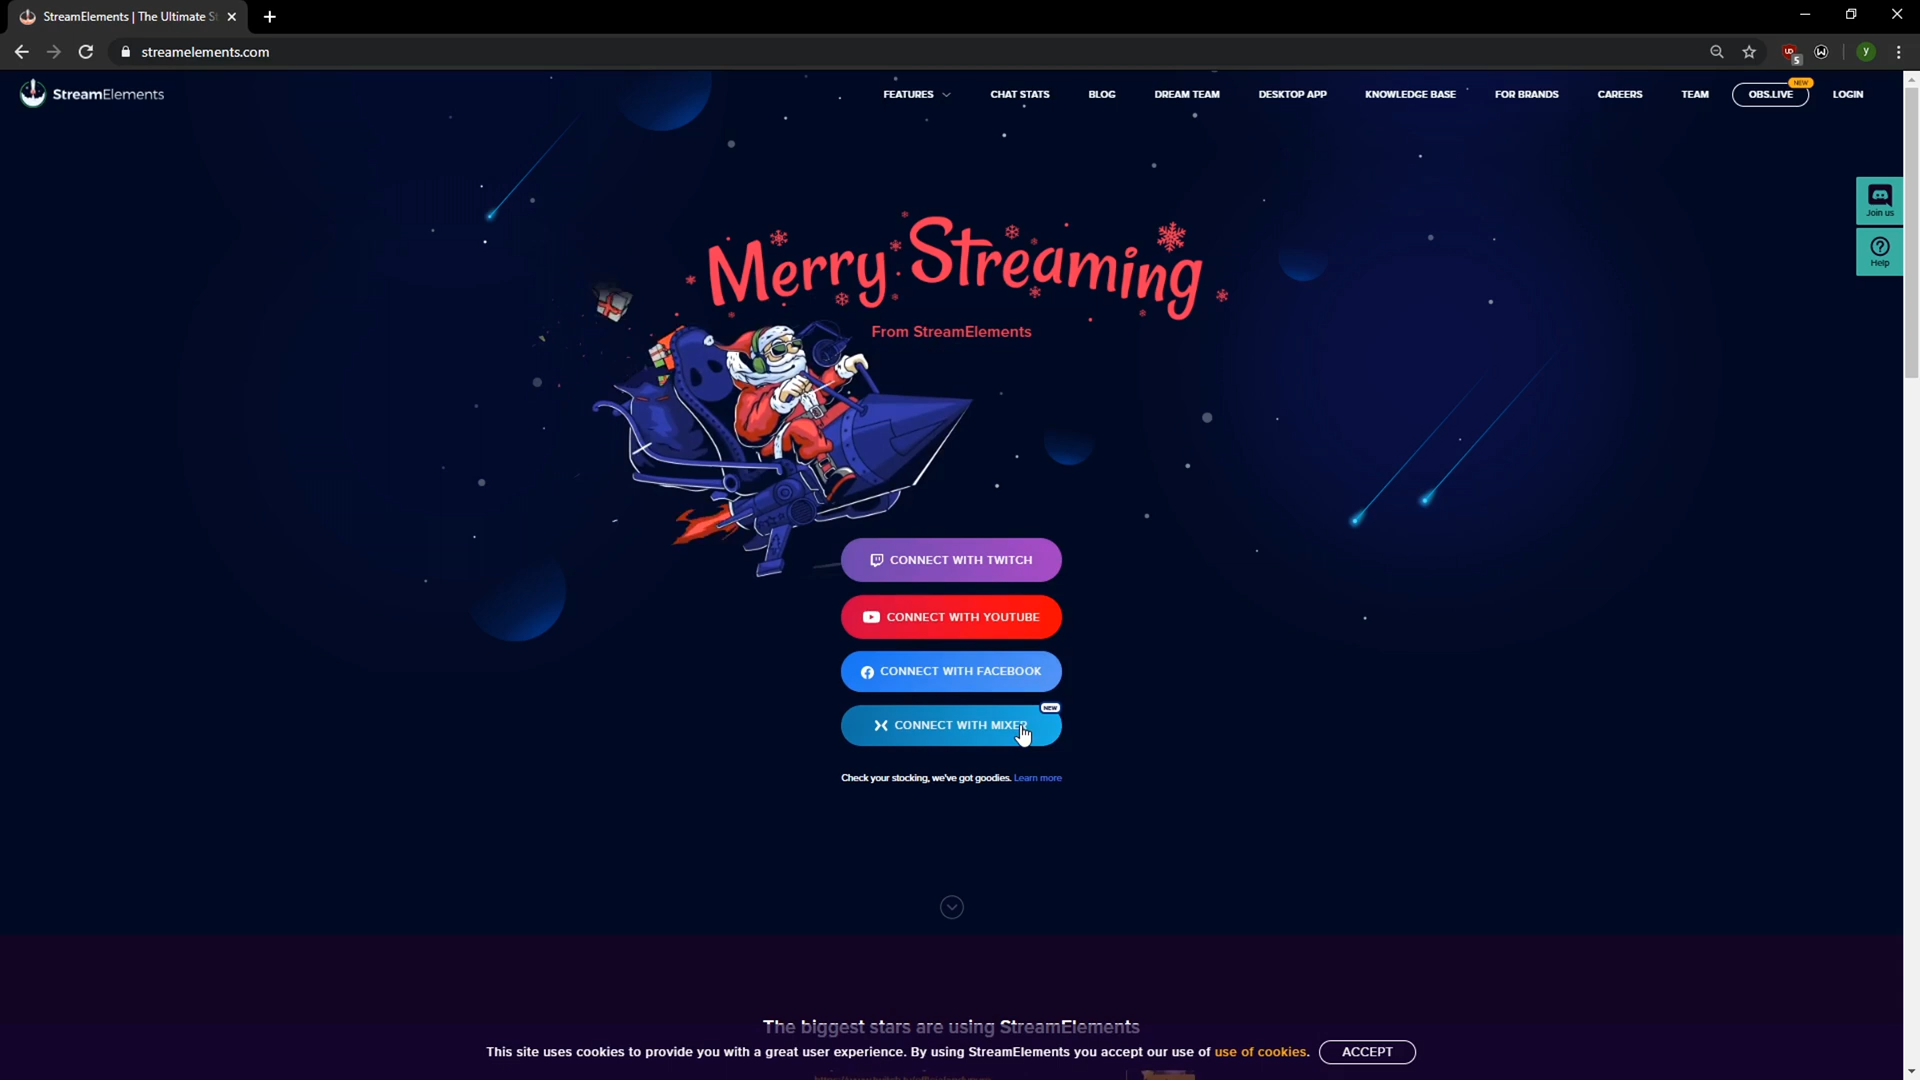 StreamElements | The Ultimate S
streamelements.com
UD
5
y
StreamElements
FEATURES
CHAT STATS
BLOG
DREAM TEAM
DESKTOP APP
KNOWLEDGE BASE
FOR BRANDS
CAREERS
TEAM
NEW
OBS.LIVE
LOGIN
Join us
Help
Merry Streaming
From StreamElements
CONNECT WITH TWITCH
CONNECT WITH YOUTUBE
CONNECT WITH FACEBOOK
NEW
CONNECT WITH MIXER
Check your stocking, we've got goodies. Learn more
The biggest stars are using StreamElements
This site uses cookies to provide you with a great user experience. By using StreamElements you accept our use of use of cookies.
ACCEPT